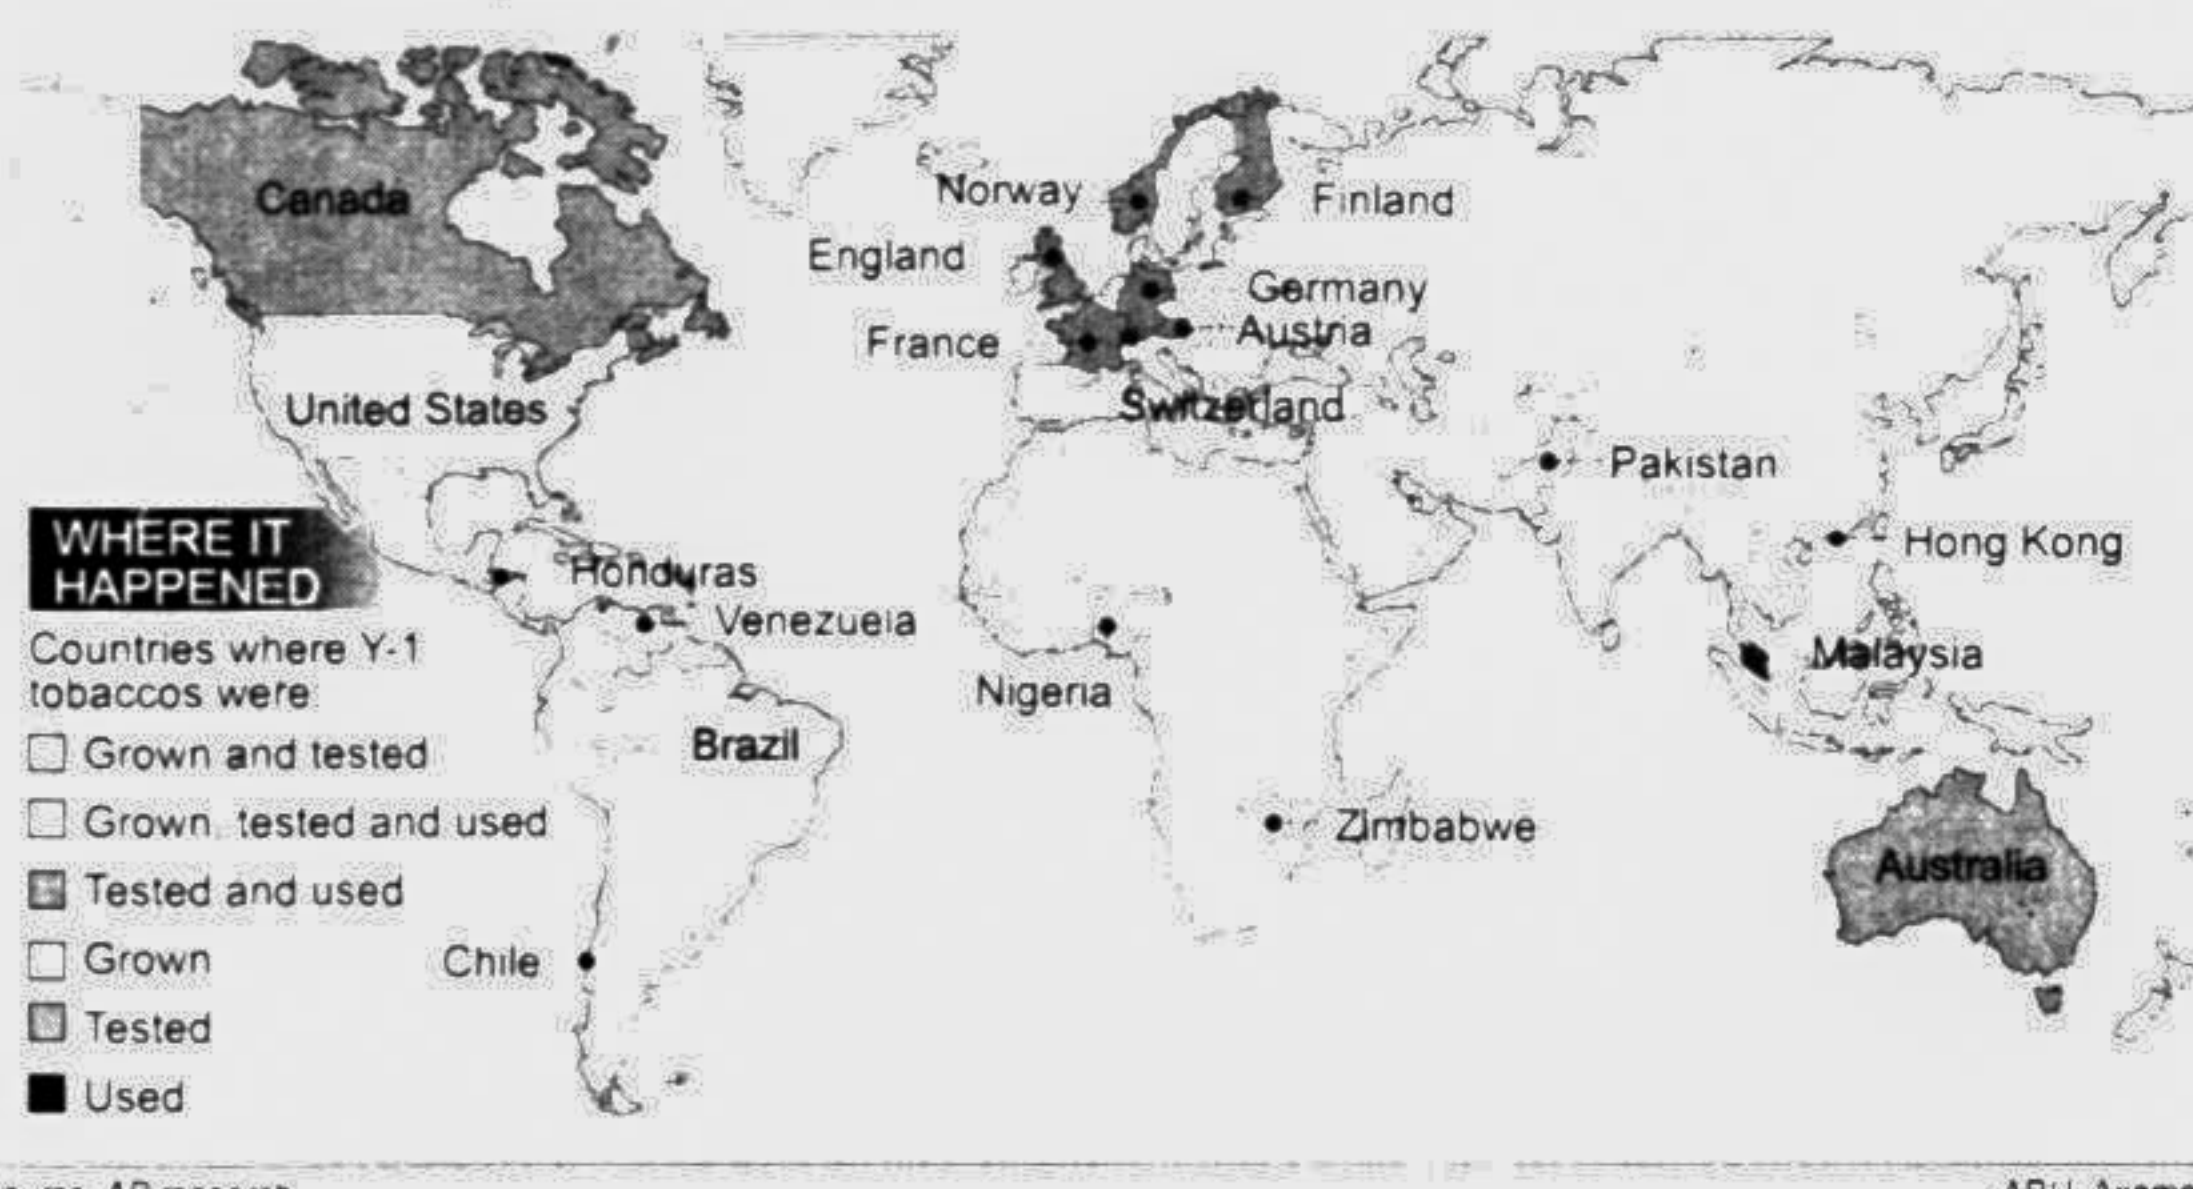 Canada
Norway
Finland
England
Germany
Austria
France
United States
Switzerland
Pakistan
WHERE IT
HAPPENED
Hong Kong
Honduras
Venezuela
Countries where Y-1
tobaccos were
Malaysia
Nigeria
Brazil
Grown and tested
Grown, tested and used
Zimbabwe
Australia
Tested and used
Grown
Chile
Tested
Used